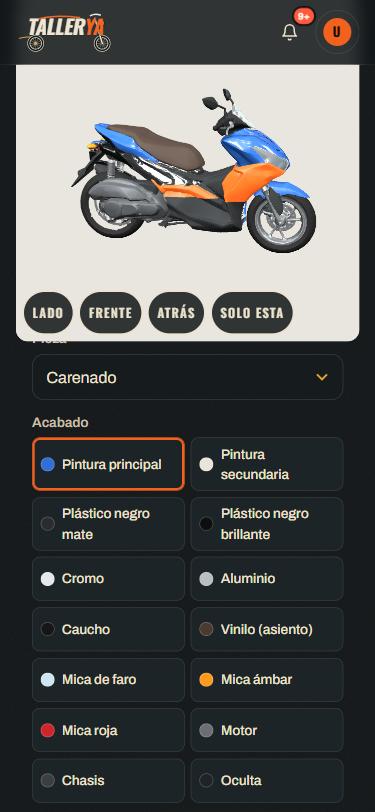 TALLERYA
9+
U
LADO
FRENTE
ATRÁS
SOLO ESTA
Carenado
Acabado
Pintura principal
Pintura
secundaria
Plástico negro
mate
Plástico negro
brillante
Cromo
Aluminio
Caucho
Vinilo (asiento)
Mica de faro
Mica ámbar
Mica roja
Motor
Chasis
Oculta